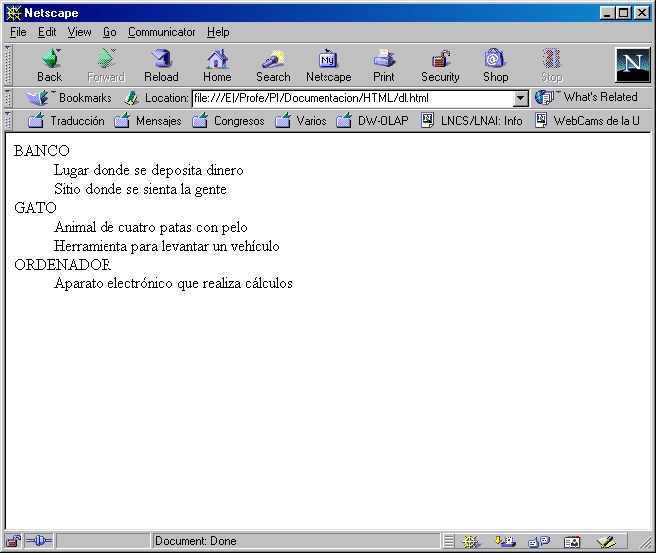 Netscape
File Edit View Go Communicator Help
Back Forward Reload Home Search Netscape Print Security Shop Stop
My
N
Bookmarks Location: file:///E|/Profe/PI/Documentacion/HTML/dl.html What's Related
Traducción Mensajes Congresos Varios DW-OLAP LNCS/LNAI: Info WebCams de la U
BANCO
Lugar donde se deposita dinero
Sitio donde se sienta la gente
GATO
Animal de cuatro patas con pelo
Herramienta para levantar un vehículo
ORDENADOR
Aparato electrónico que realiza cálculos
Document: Done